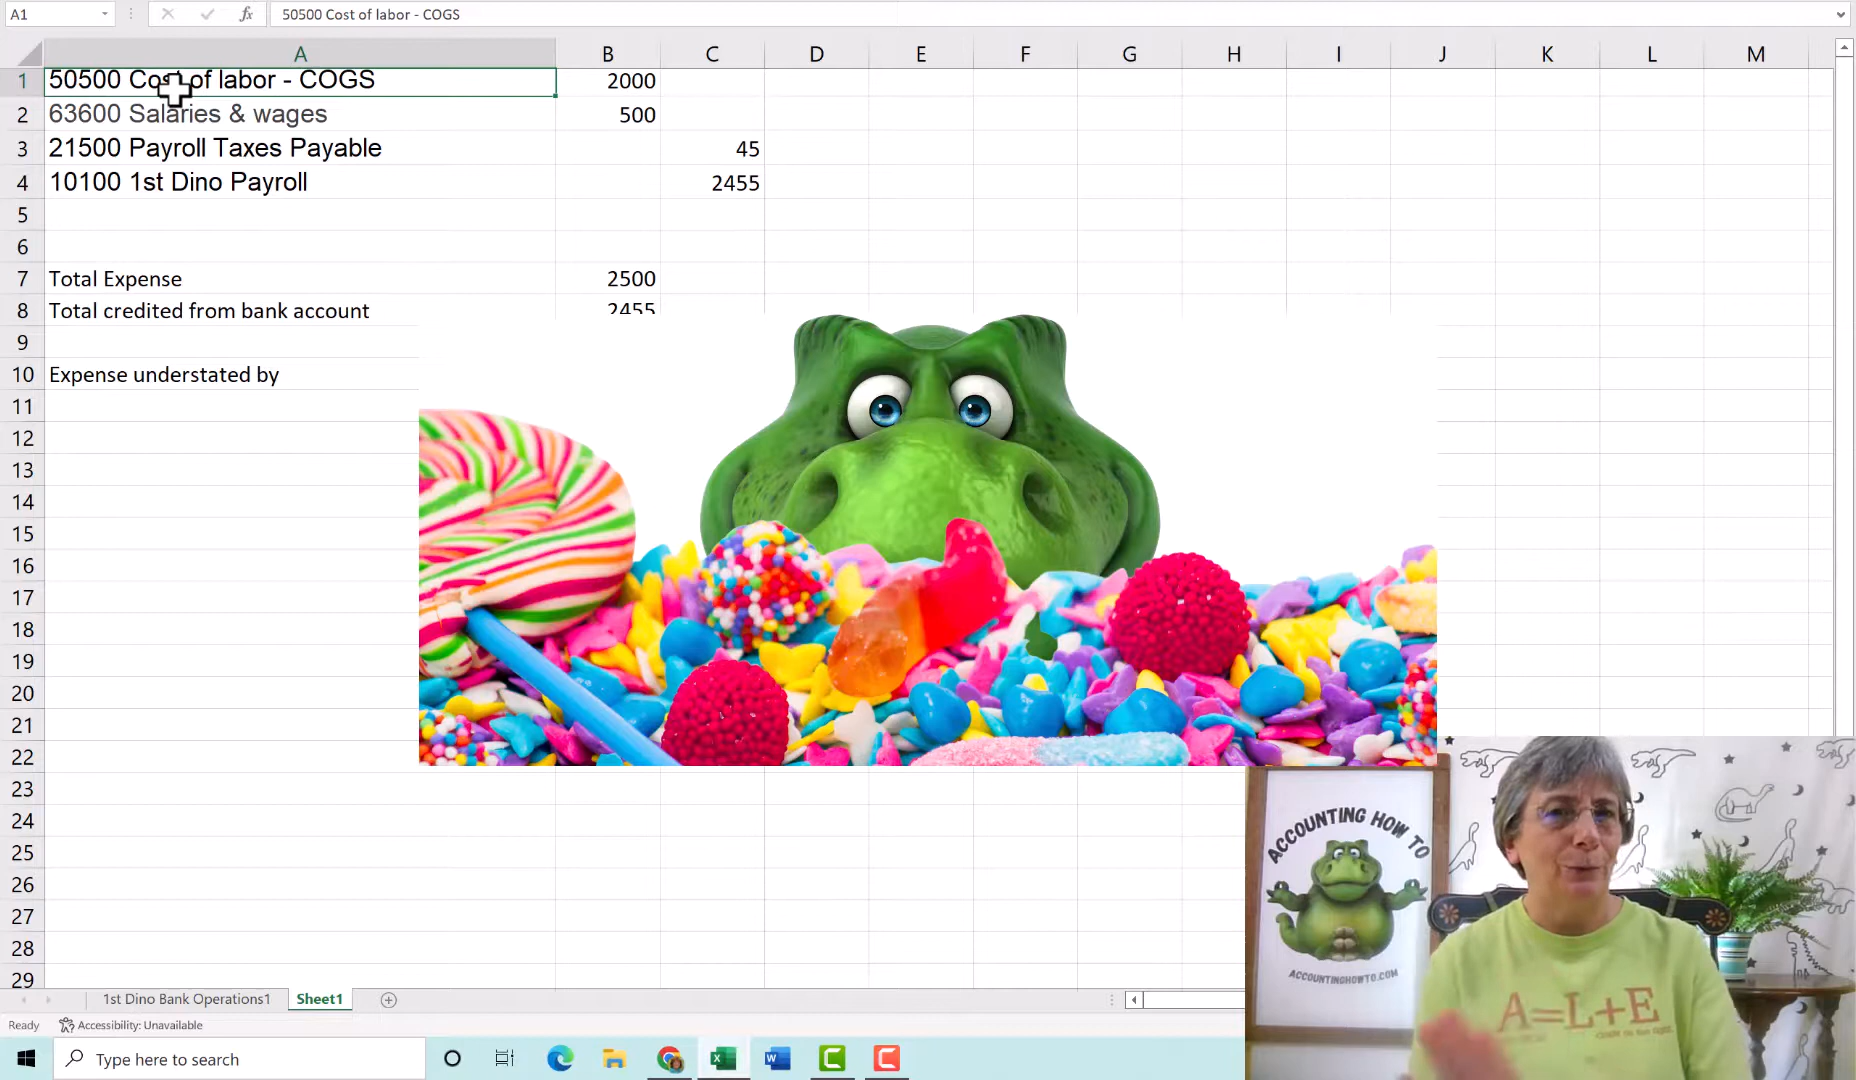 A1
50500 Cost of labor - COGS
A B C D E F G H I J K L M
1 50500 Cost of labor - COGS 2000
2 63600 Salaries & wages 500
3 21500 Payroll Taxes Payable 45
4 10100 1st Dino Payroll 2455
5
6
7 Total Expense 2500
8 Total credited from bank account 2455
9
10 Expense understated by
11
12
13
14
15
16
17
18
19
20
21
22
23
24
25
26
27
28
29
ACCOUNTING HOW TO
ACCOUNTINGHOWTO.COM
A=L+E
1st Dino Bank Operations1 Sheet1
Ready Accessibility: Unavailable
Type here to search